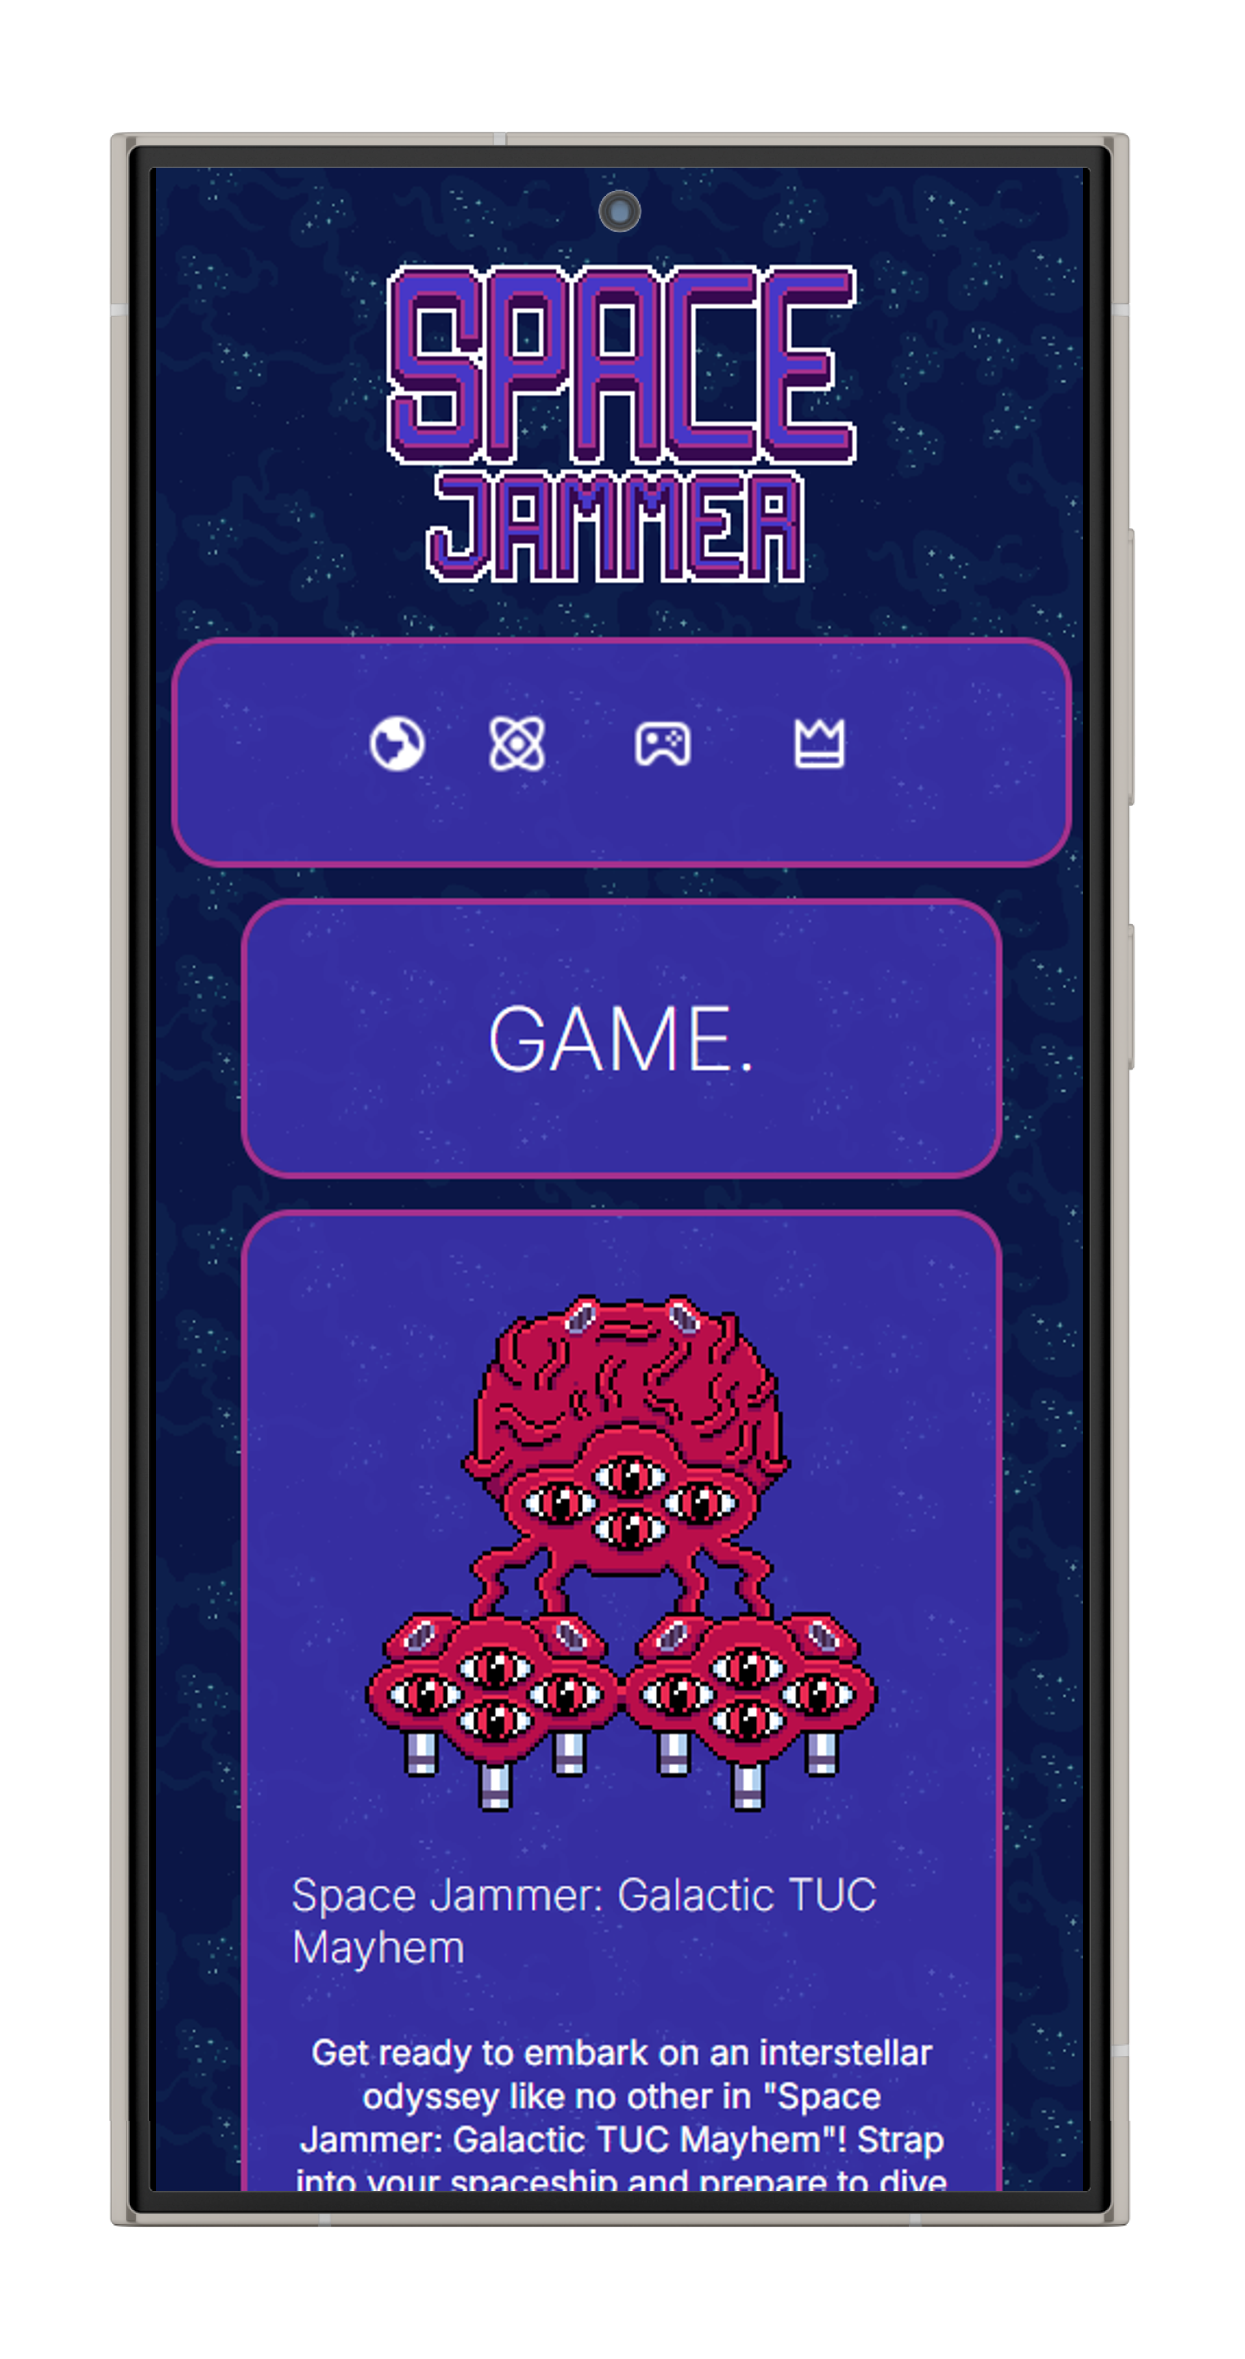 SPACE
JAMMER
GAME.
Space Jammer: Galactic TUC
Mayhem
Get ready to embark on an interstellar
odyssey like no other in "Space
Jammer: Galactic TUC Mayhem"! Strap
into your spaceship and prepare to dive